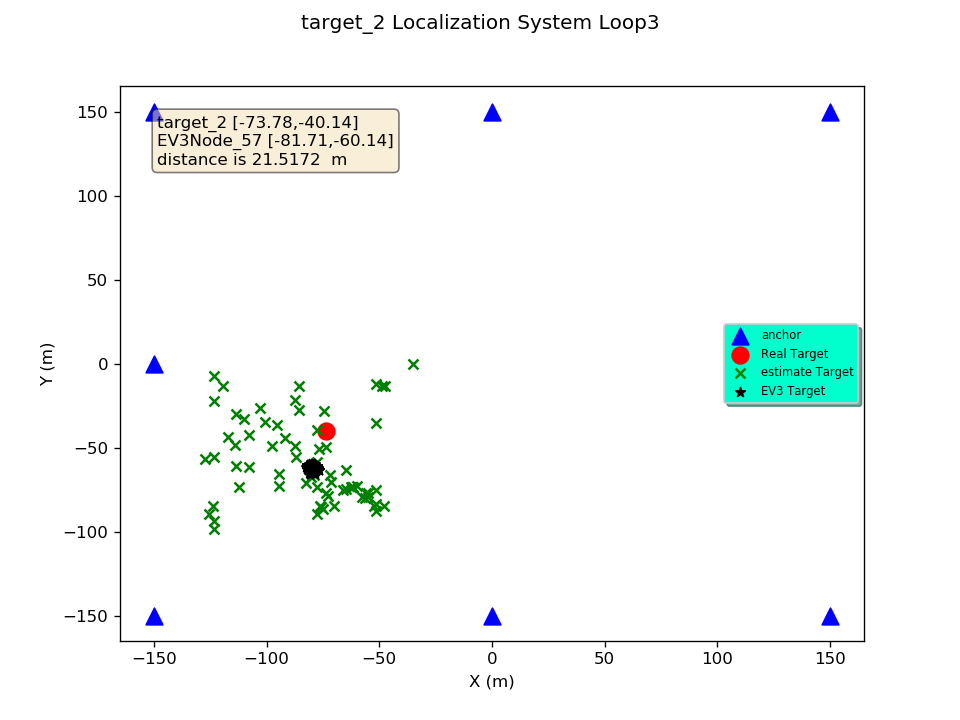 target_2 Localization System Loop3
target_2 [-73.78,-40.14]
EV3Node_57 [-81.71,-60.14]
distance is 21.5172  m
150
100
50
0
−50
−100
−150
Y (m)
anchor
Real Target
estimate Target
EV3 Target
−150 −100 −50 0 50 100 150
X (m)